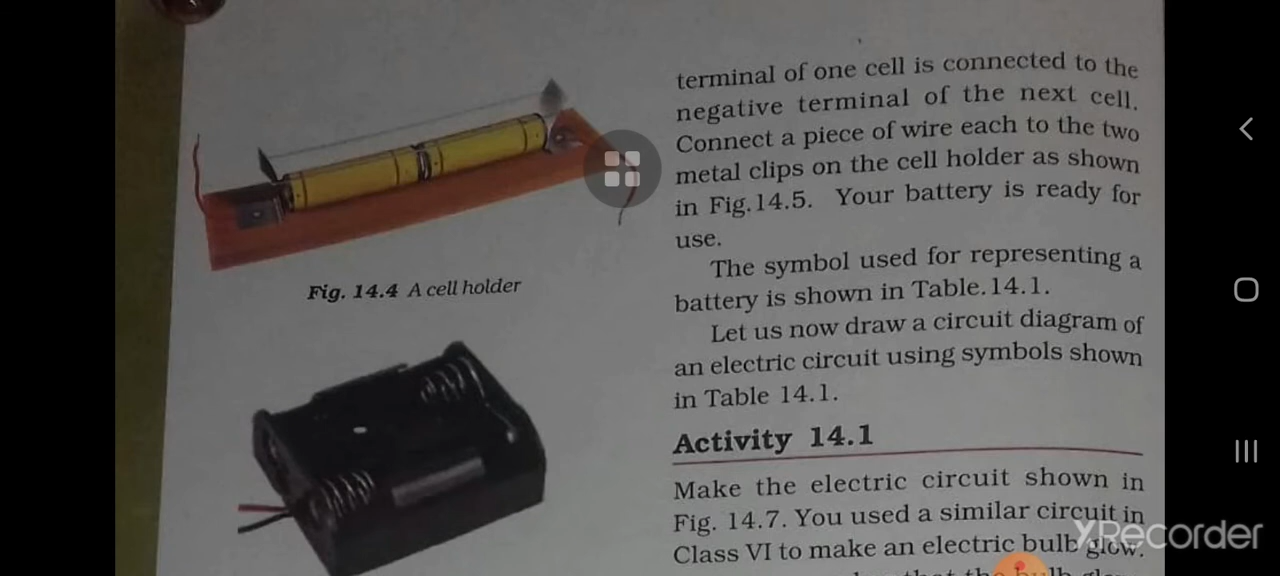 Fig. 14.4 A cell holder
terminal of one cell is connected to the
negative terminal of the next cell.
Connect a piece of wire each to the two
metal clips on the cell holder as shown
in Fig.14.5. Your battery is ready for
use.
The symbol used for representing a
battery is shown in Table.14.1.
Let us now draw a circuit diagram of
an electric circuit using symbols shown
in Table 14.1.
Activity 14.1
Make the electric circuit shown in
Fig. 14.7. You used a similar circuit in
Class VI to make an electric bulb glow.
that the bulb
XRecorder